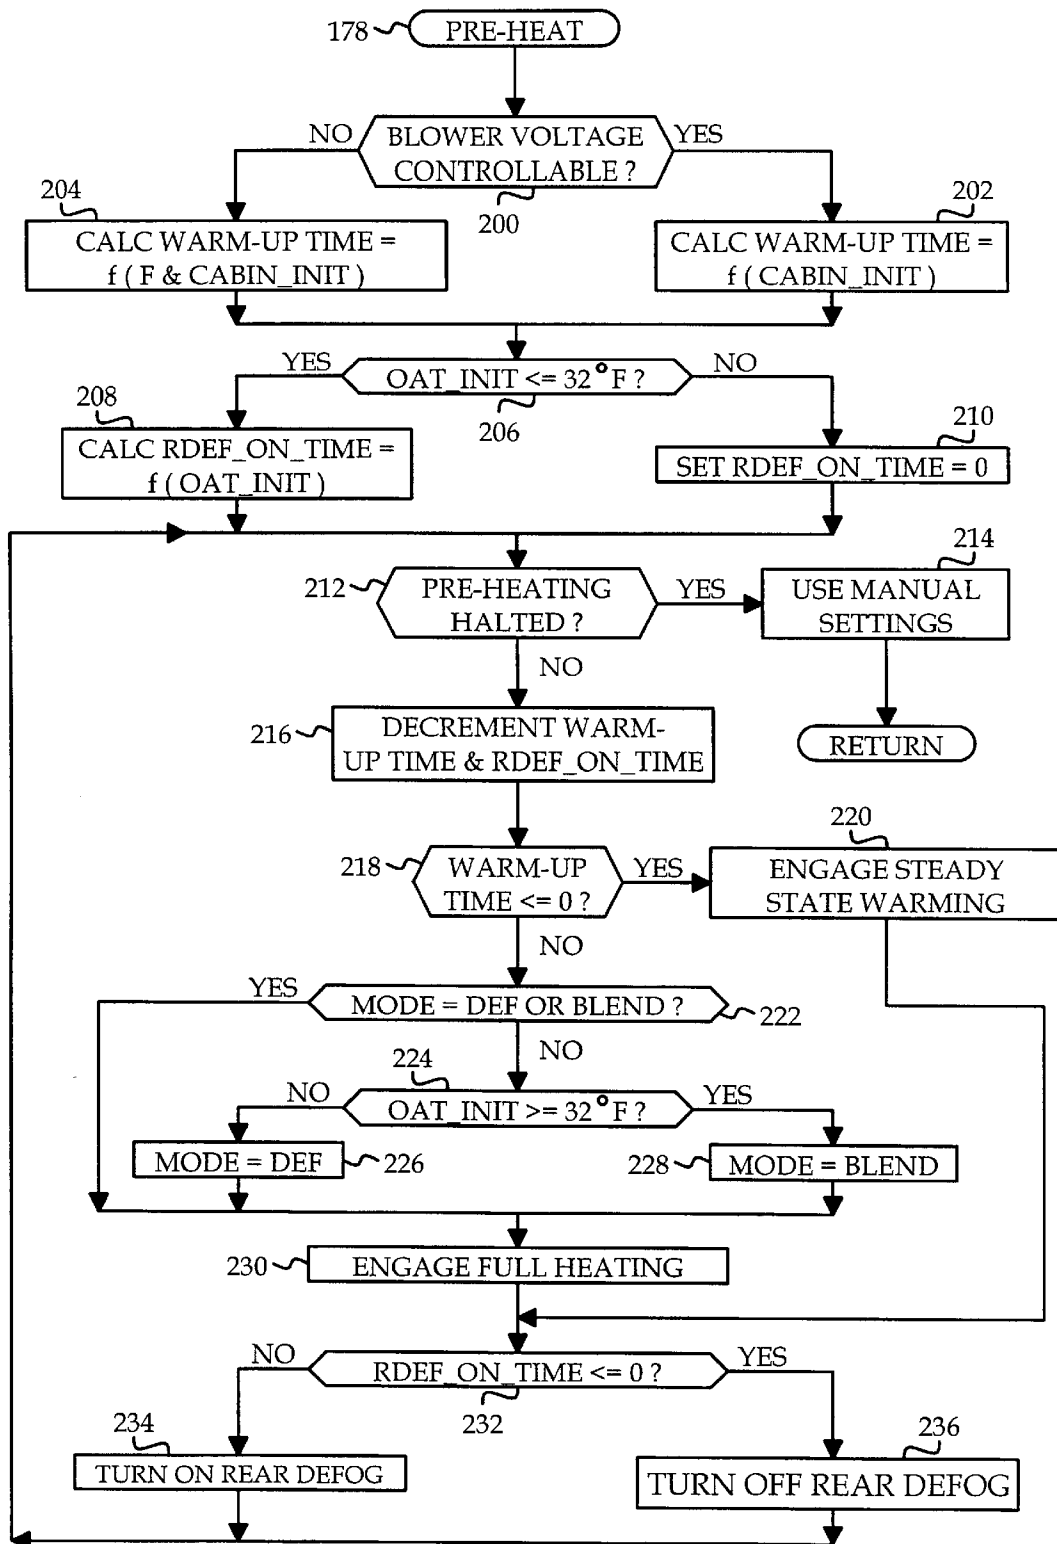 178
PRE-HEAT
NO
BLOWER VOLTAGE
CONTROLLABLE ?
YES
200
204
CALC WARM-UP TIME =
f ( F & CABIN_INIT )
202
CALC WARM-UP TIME =
f ( CABIN_INIT )
YES
OAT_INIT <= 32°F ?
NO
206
208
CALC RDEF_ON_TIME =
f ( OAT_INIT )
210
SET RDEF_ON_TIME = 0
212
PRE-HEATING
HALTED ?
YES
214
USE MANUAL
SETTINGS
NO
RETURN
216
DECREMENT WARM-
UP TIME & RDEF_ON_TIME
218
WARM-UP
TIME <= 0 ?
YES
220
ENGAGE STEADY
STATE WARMING
NO
YES
MODE = DEF OR BLEND ?
222
NO
224
NO
OAT_INIT >= 32°F ?
YES
MODE = DEF
226
228
MODE = BLEND
230
ENGAGE FULL HEATING
NO
RDEF_ON_TIME <= 0 ?
YES
232
234
TURN ON REAR DEFOG
236
TURN OFF REAR DEFOG